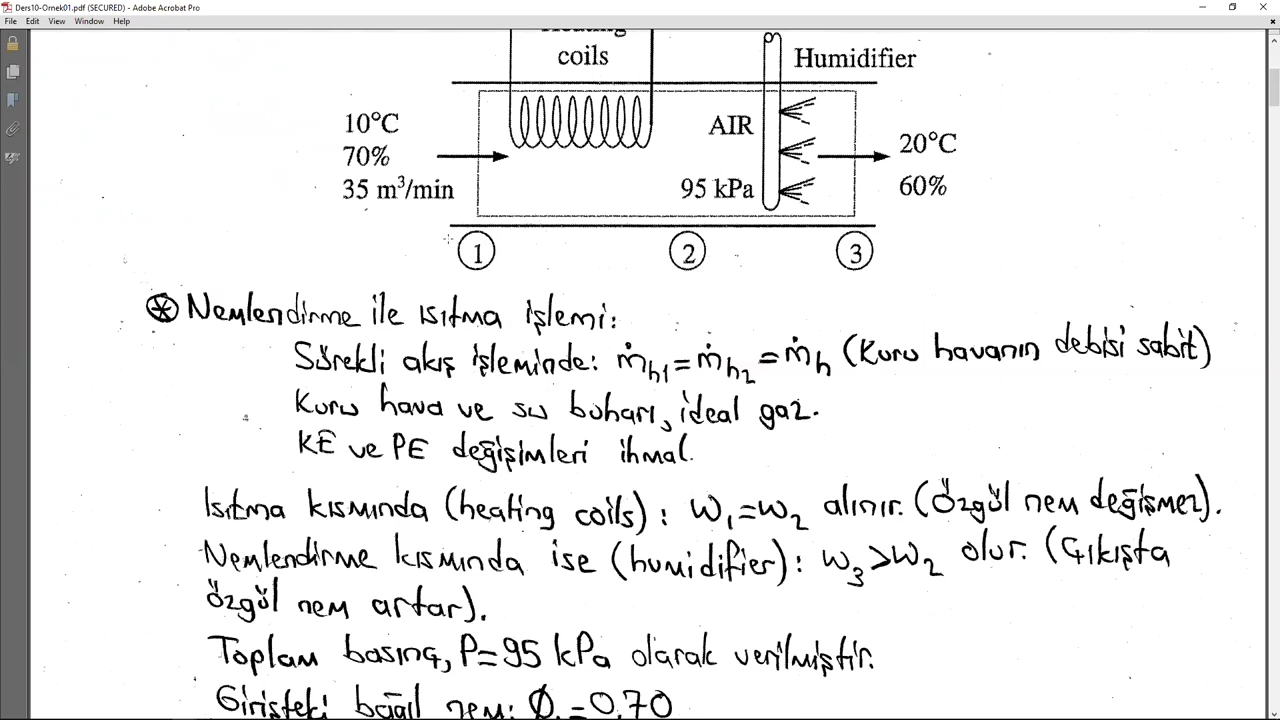 Ders10-Ornek01.pdf (SECURED) - Adobe Acrobat Pro
File Edit View Window Help
Heating
coils
Humidifier
10°C
70%
35 m³/min
AIR
95 kPa
20°C
60%
1 2 3
⊛ Nemlendirme ile ısıtma işlemi:
Sürekli akış işleminde: ṁh1 = ṁh2 = ṁh (Kuru havanın debisi sabit)
Kuru hava ve su buharı, ideal gaz.
KE ve PE değişimleri ihmal.
Isıtma kısmında (heating coils): w1=w2 alınır. (Özgül nem değişmez).
Nemlendirme kısmında ise (humidifier): w3>w2 olur. (Çıkışta
özgül nem artar).
Toplam basınç, P=95 kPa olarak verilmiştir.
Girişteki bağıl nem: Ø1=0,70